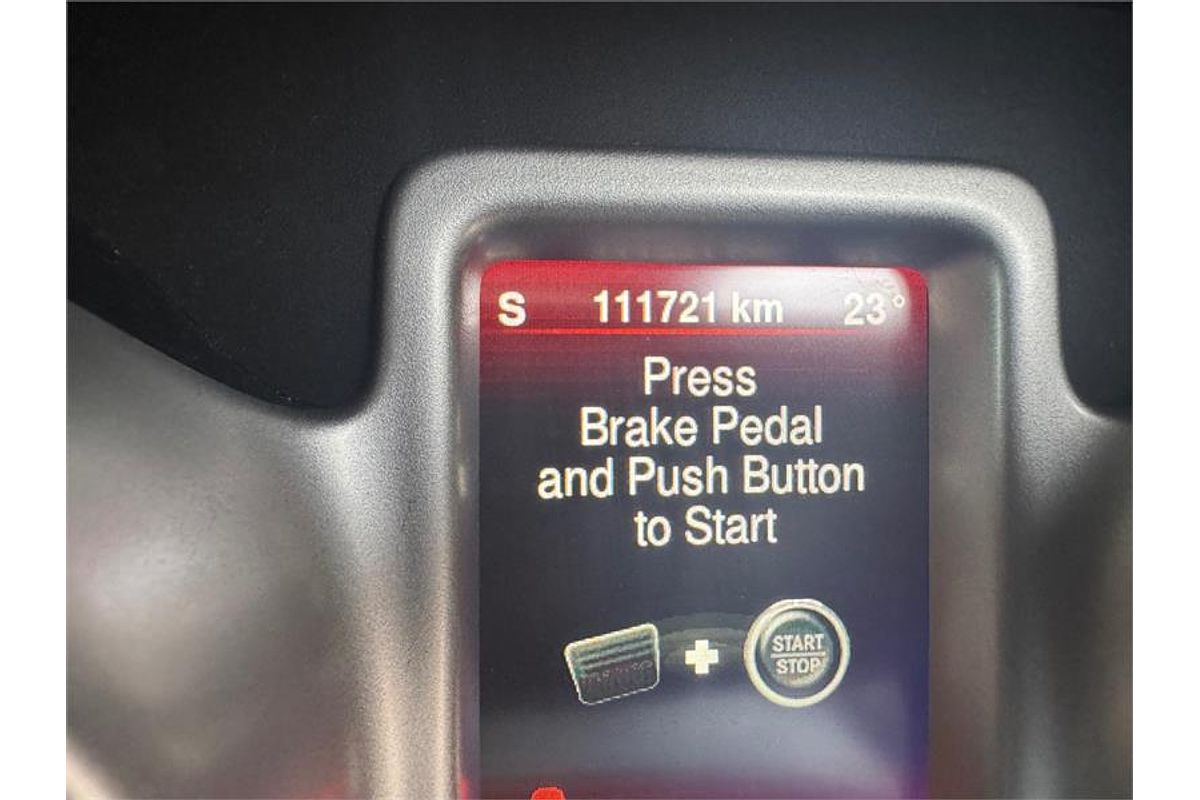 S 111721 km 23°
Press
Brake Pedal
and Push Button
to Start
START
STOP